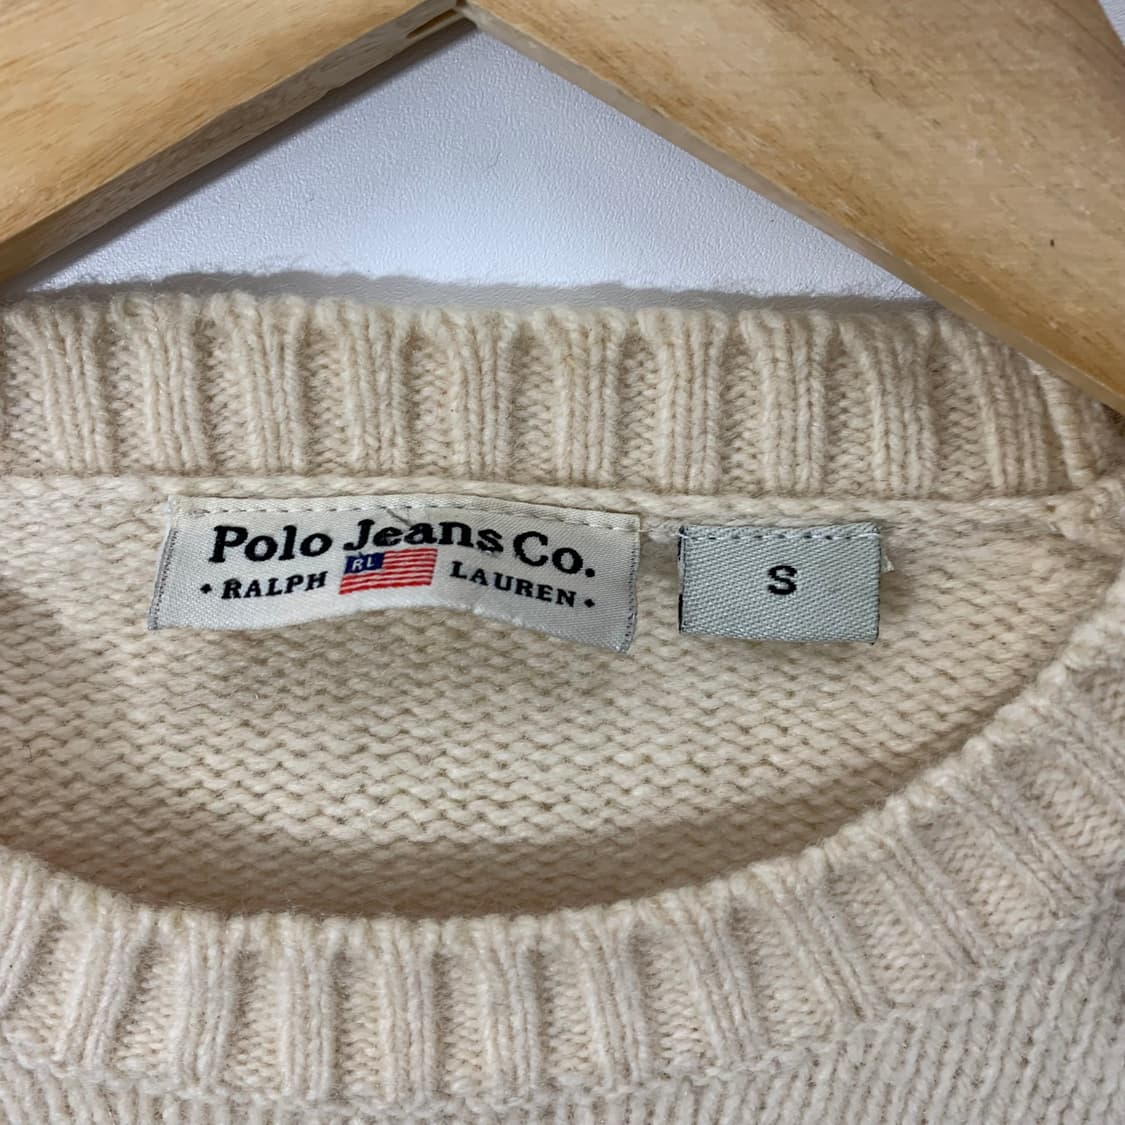 Polo Jeans Co.
• RALPH RL LAUREN •
S